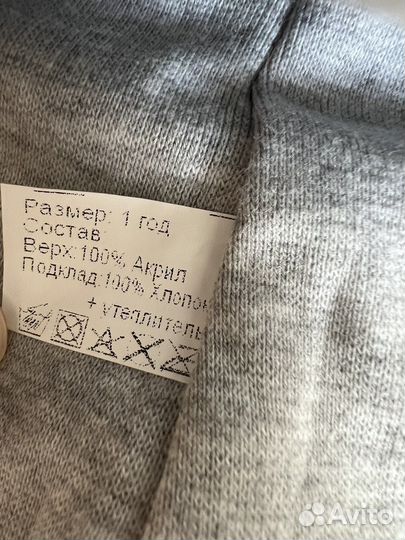 Размер: 1 год
Состав
Верх:100% Акрил
Подклад:100% Хлопок
+ утеплитель
Avito